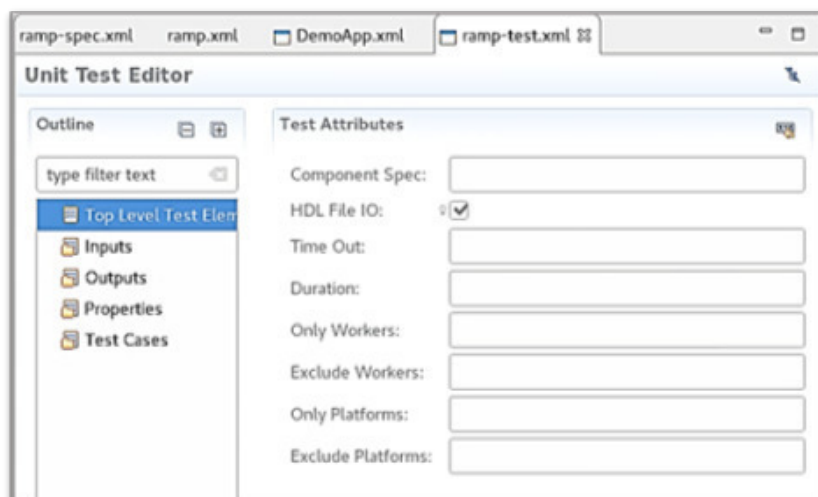 ramp-spec.xml ramp.xml DemoApp.xml ramp-test.xml
Unit Test Editor
Outline
type filter text
Top Level Test Elem
Inputs
Outputs
Properties
Test Cases
Test Attributes
Component Spec:
HDL File IO:
Time Out:
Duration:
Only Workers:
Exclude Workers:
Only Platforms:
Exclude Platforms: